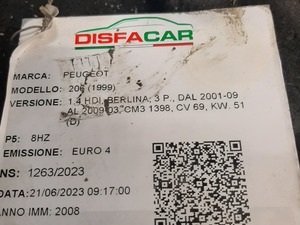 DISFACAR
MARCA: PEUGEOT
MODELLO: 206 (1999)
VERSIONE: 1.4 HDI, BERLINA; 3 P., DAL 2001-09
AL 2009-03, CM3 1398, CV 69, KW. 51
(D)
P5: 8HZ
EMISSIONE: EURO 4
NS: 1263/2023
DATA: 21/06/2023 09:17:00
ANNO IMM: 2008